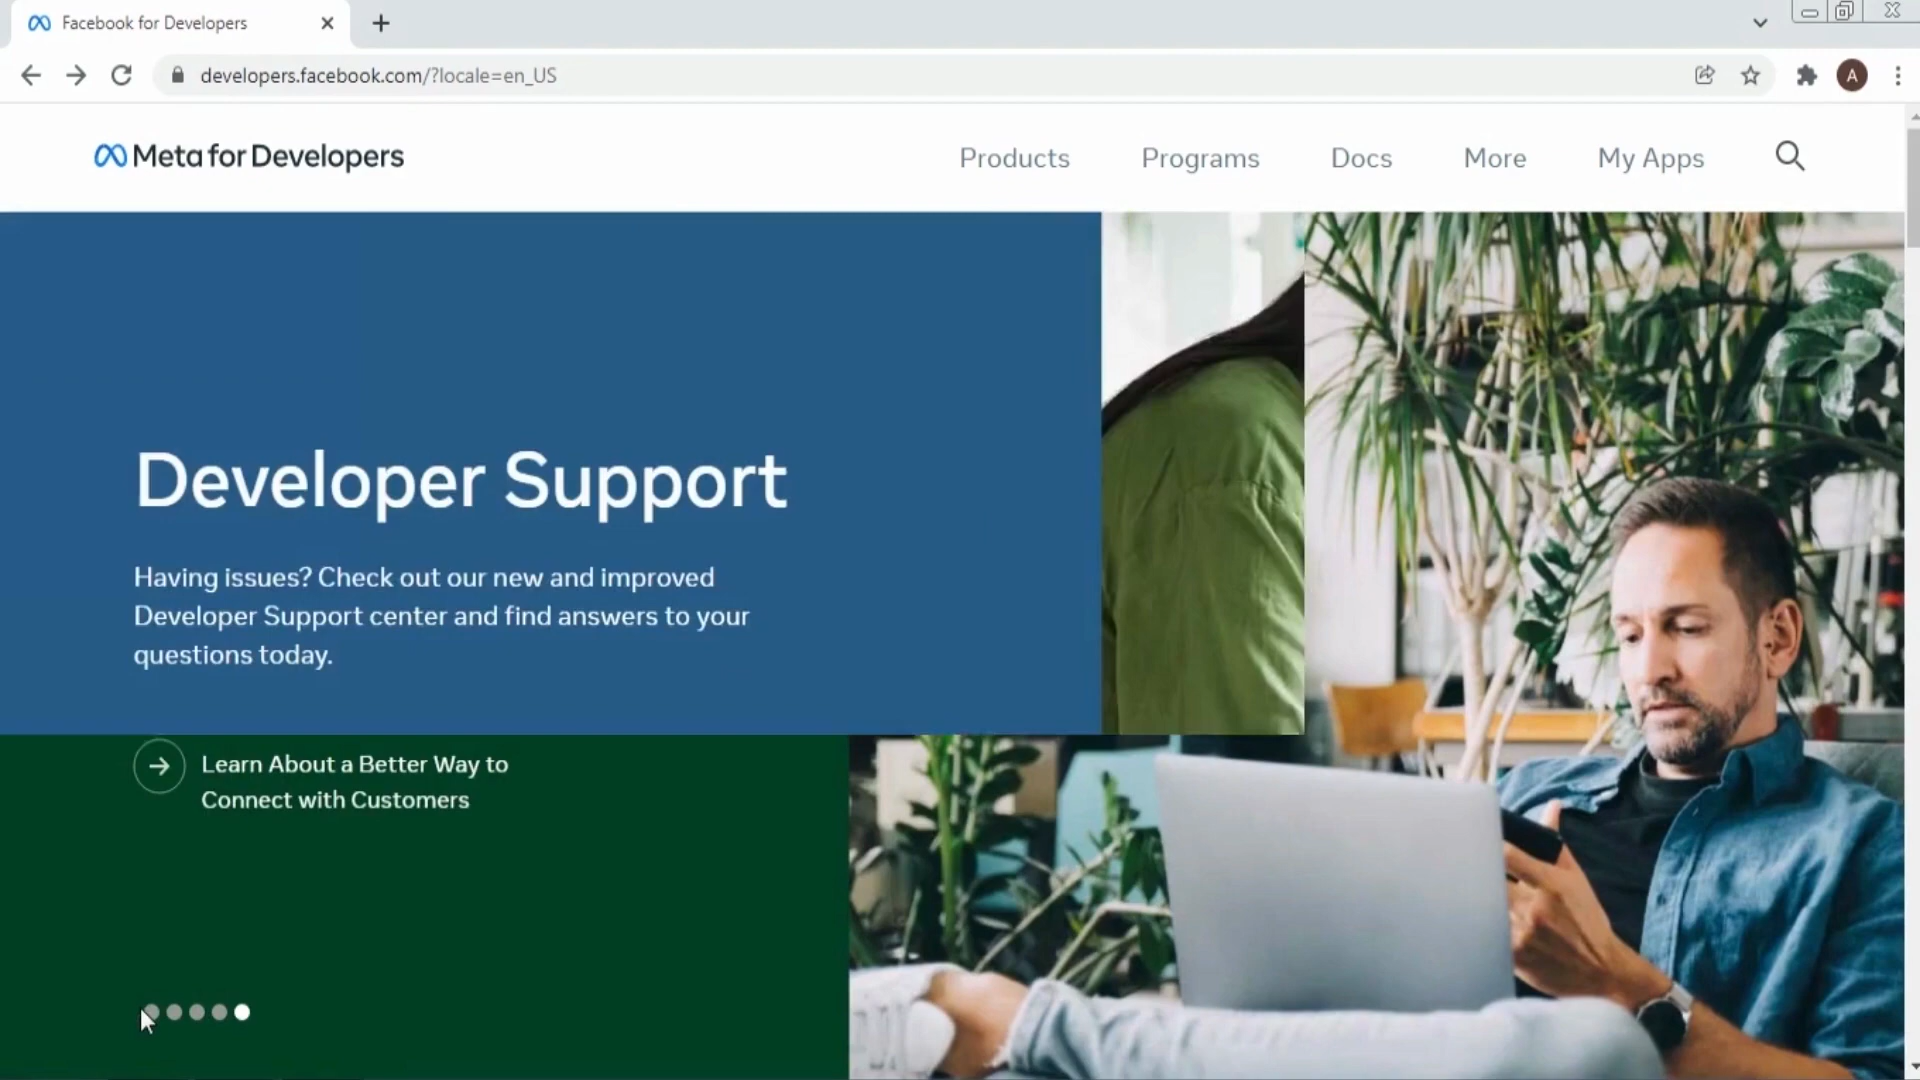 Facebook for Developers
developers.facebook.com/?locale=en_US
A
Meta for Developers
Products
Programs
Docs
More
My Apps
Developer Support
Having issues? Check out our new and improved
Developer Support center and find answers to your
questions today.
Learn About a Better Way to
Connect with Customers